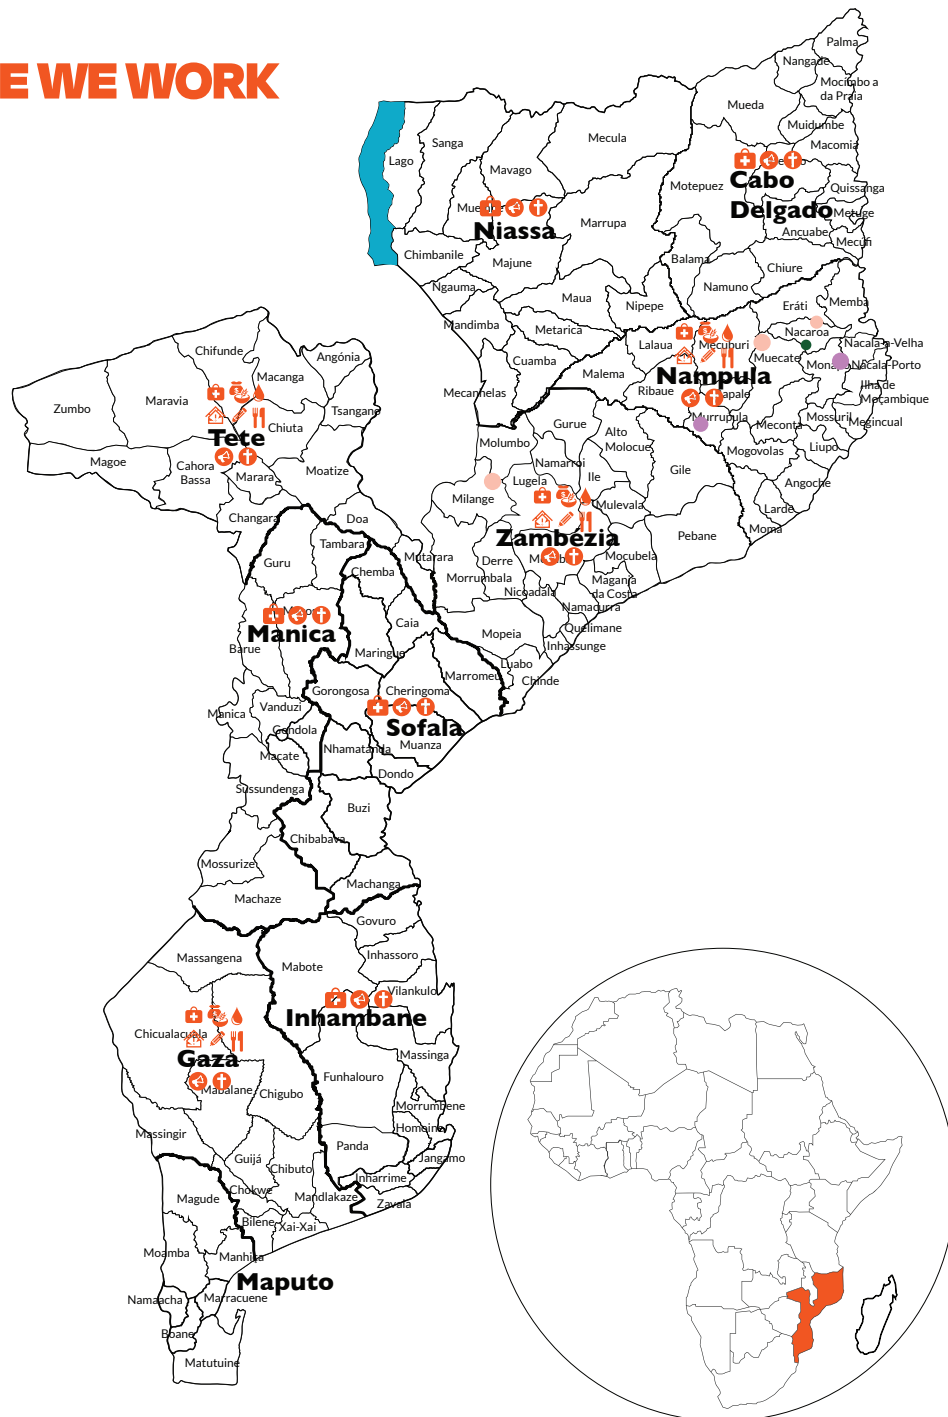 E WE WORK
Palma
Nangade
Mocímbo a
da Praia
Mueda
Muidumbe
Macomia
Mecula
Sanga
Lago
Mavago
Motepuez
Cabo
Delgado
Quissanga
Metuge
Ancuabe
Mecúfi
Niassa
Marrupa
Chimbanile
Majune
Balama
Chiure
Namuno
Ngauma
Maua
Nipepe
Eráti
Memba
Mandimba
Metarica
Nacaroa
Lalaua
Mecuburi
Nacala-a-Velha
Muecate
Nacala-Porto
Cuamba
Malema
Nampula
Ribaue
Ilha de
Moçambique
Mecanhelas
Murrupula
Meconta
Mossuril
Megincual
Mogovolas
Liupo
Angoche
Larde
Moma
Chifunde
Angónia
Macanga
Maravia
Zumbo
Tsangano
Chiuta
Tete
Magoe
Cahora
Bassa
Marara
Moatize
Changara
Doa
Gurue
Alto
Molocue
Molumbo
Namarroi
Ile
Gile
Lugela
Milange
Mulevala
Zambézia
Pebane
Derre
Mocubela
Morrumbala
Nicoadala
Maganja
da Costa
Namacurra
Quelimane
Mopeia
Inhassunge
Luabo
Chinde
Tambara
Mutarara
Guru
Chemba
Manica
Caia
Barue
Maringue
Marromeu
Gorongosa
Cheringoma
Vanduzi
Manica
Gondola
Sofala
Muanza
Nhamatanda
Macate
Dondo
Sussundenga
Buzi
Chibabava
Mossurize
Machanga
Machaze
Govuro
Massangena
Inhassoro
Mabote
Vilankulo
Inhambane
Chicualacuala
Gaza
Massinga
Mabalane
Chigubo
Funhalouro
Morrumbene
Homoine
Massingir
Panda
Jangamo
Guijá
Chibuto
Inharrime
Chokwe
Mandlakaze
Zavala
Magude
Bilene
Xai-Xai
Moamba
Manhiça
Maputo
Namaacha
Marracuene
Boane
Matutuine